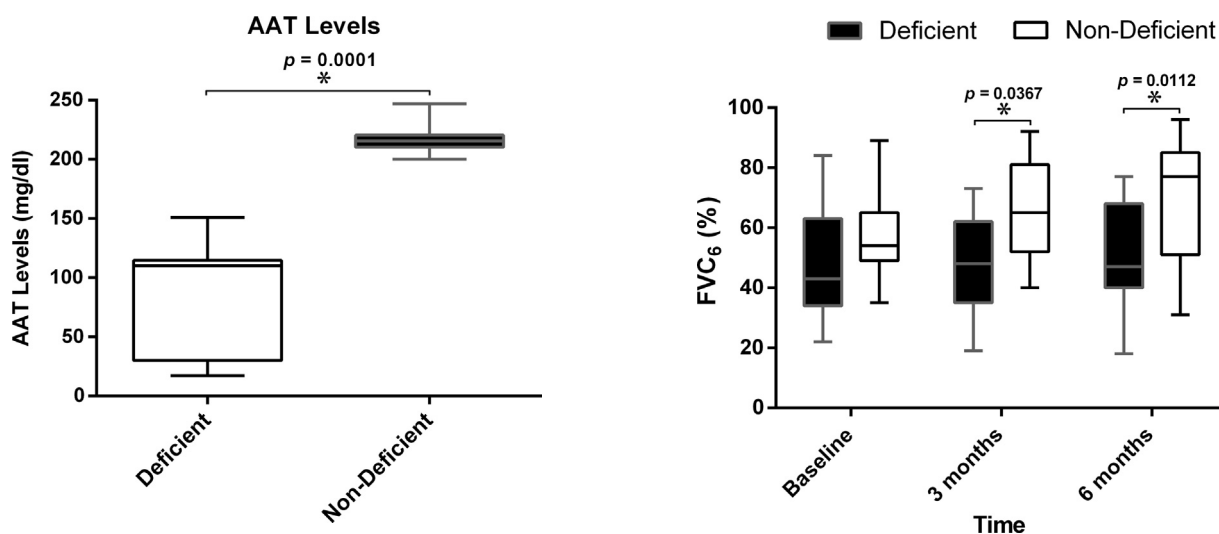 AAT Levels
p = 0.0001
*
AAT Levels (mg/dl)
250
200
150
100
50
0
Deficient
Non-Deficient
Deficient
Non-Deficient
p = 0.0367
*
p = 0.0112
*
FVC6 (%)
100
80
60
40
20
0
Baseline
3 months
6 months
Time